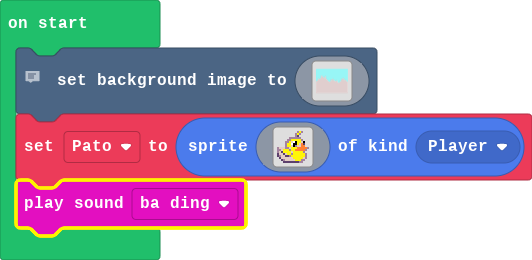 on start
set background image to
set Pato to sprite of kind Player
play sound ba ding